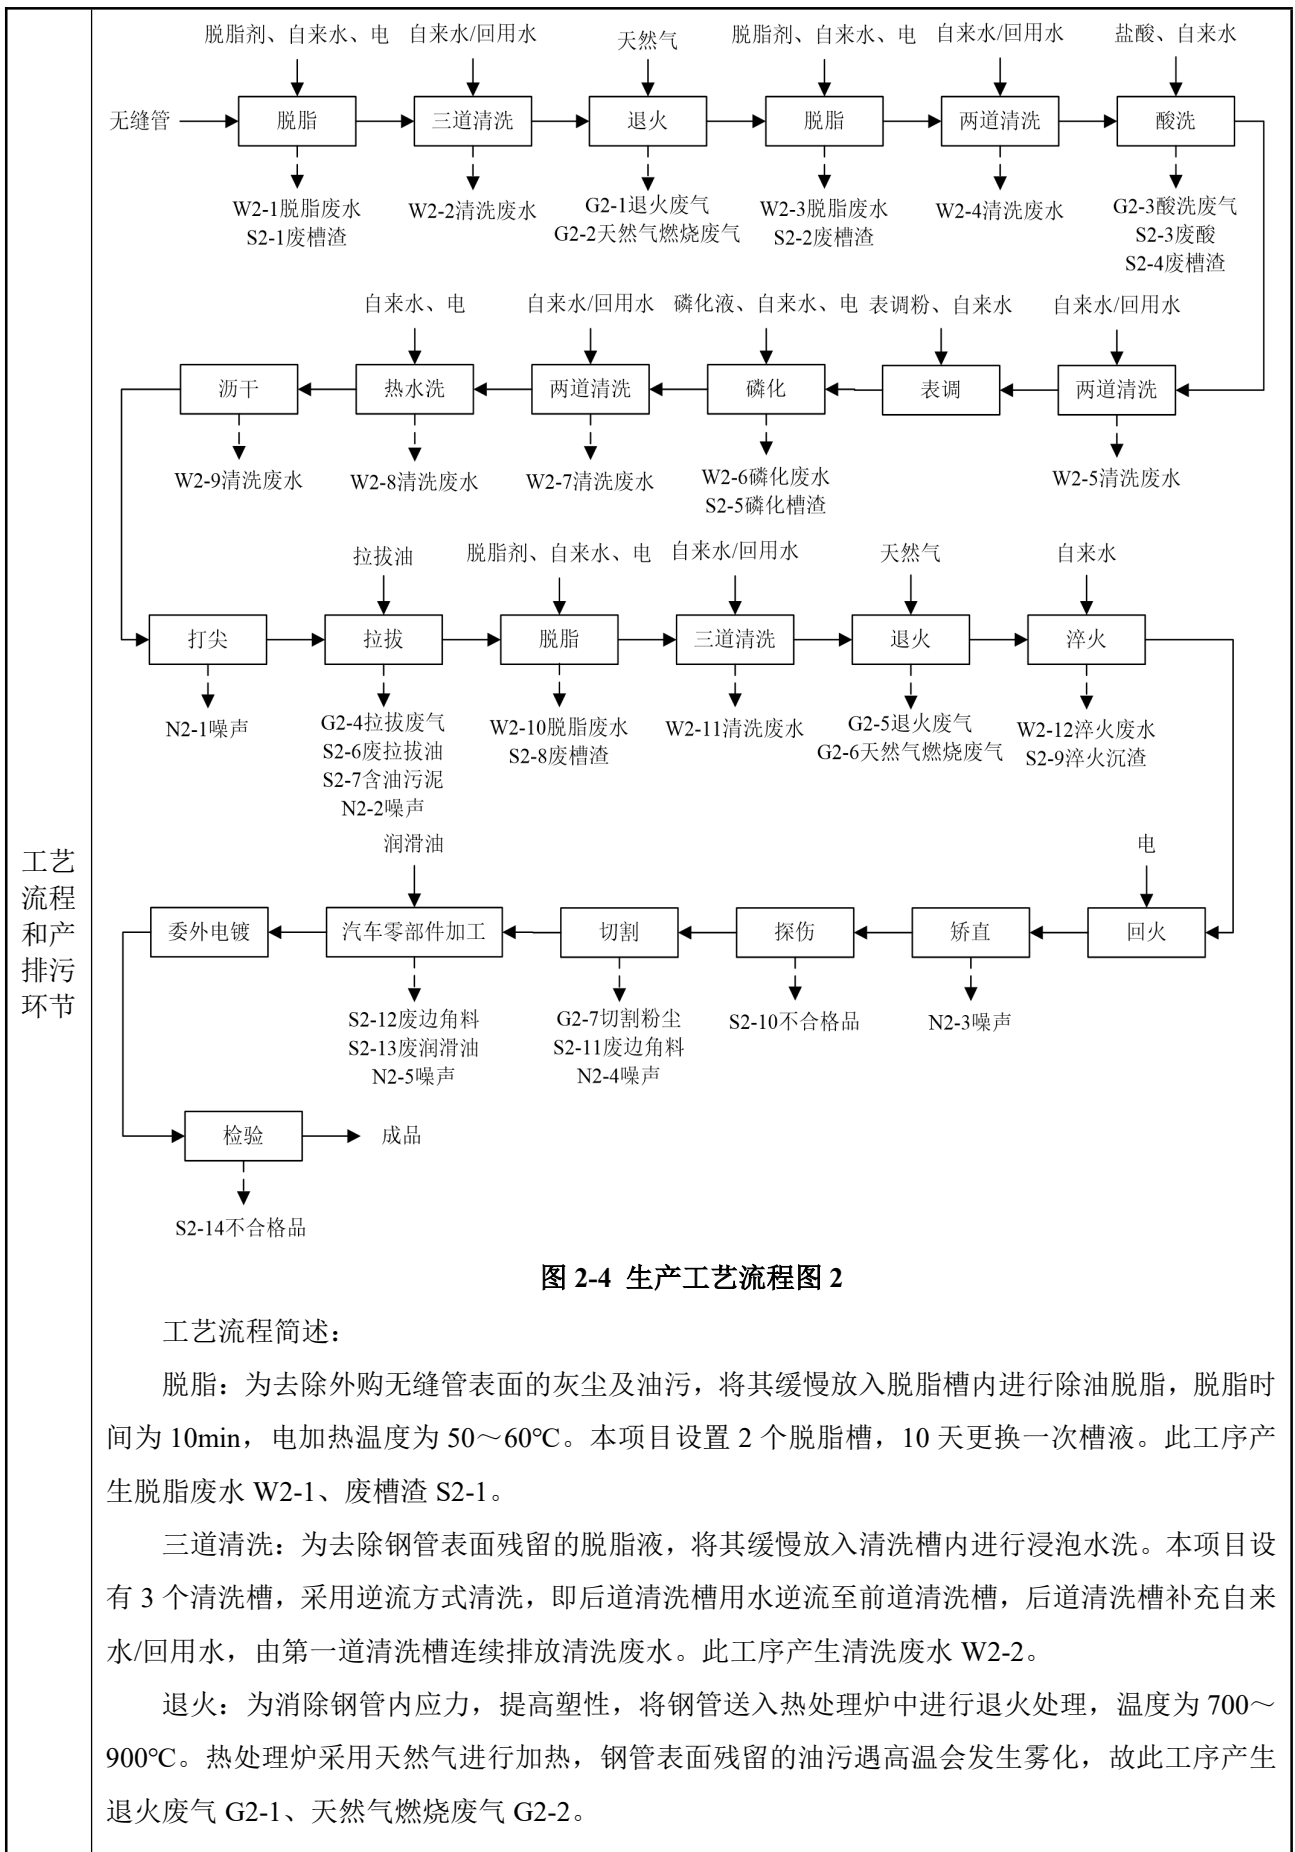 脱脂剂、自来水、电 自来水/回用水 天然气 脱脂剂、自来水、电 自来水/回用水 盐酸、自来水
无缝管 脱脂 三道清洗 退火 脱脂 两道清洗 酸洗
W2-1脱脂废水 W2-2清洗废水 G2-1退火废气 W2-3脱脂废水 W2-4清洗废水 G2-3酸洗废气
S2-1废槽渣 G2-2天然气燃烧废气 S2-2废槽渣 S2-3废酸
S2-4废槽渣
自来水、电 自来水/回用水 磷化液、自来水、电 表调粉、自来水 自来水/回用水
沥干 热水洗 两道清洗 磷化 表调 两道清洗
W2-9清洗废水 W2-8清洗废水 W2-7清洗废水 W2-6磷化废水 W2-5清洗废水
S2-5磷化槽渣
拉拔油 脱脂剂、自来水、电 自来水/回用水 天然气 自来水
打尖 拉拔 脱脂 三道清洗 退火 淬火
N2-1噪声 G2-4拉拔废气 W2-10脱脂废水 W2-11清洗废水 G2-5退火废气 W2-12淬火废水
S2-6废拉拔油 S2-8废槽渣 G2-6天然气燃烧废气 S2-9淬火沉渣
S2-7含油污泥
N2-2噪声
润滑油 电
委外电镀 汽车零部件加工 切割 探伤 矫直 回火
S2-12废边角料 G2-7切割粉尘 S2-10不合格品 N2-3噪声
S2-13废润滑油 S2-11废边角料
N2-5噪声 N2-4噪声
检验 成品
S2-14不合格品
工艺
流程
和产
排污
环节
图 2-4 生产工艺流程图 2
工艺流程简述：
脱脂：为去除外购无缝管表面的灰尘及油污，将其缓慢放入脱脂槽内进行除油脱脂，脱脂时
间为 10min，电加热温度为 50～60℃。本项目设置 2 个脱脂槽，10 天更换一次槽液。此工序产
生脱脂废水 W2-1、废槽渣 S2-1。
三道清洗：为去除钢管表面残留的脱脂液，将其缓慢放入清洗槽内进行浸泡水洗。本项目设
有 3 个清洗槽，采用逆流方式清洗，即后道清洗槽用水逆流至前道清洗槽，后道清洗槽补充自来
水/回用水，由第一道清洗槽连续排放清洗废水。此工序产生清洗废水 W2-2。
退火：为消除钢管内应力，提高塑性，将钢管送入热处理炉中进行退火处理，温度为 700～
900℃。热处理炉采用天然气进行加热，钢管表面残留的油污遇高温会发生雾化，故此工序产生
退火废气 G2-1、天然气燃烧废气 G2-2。